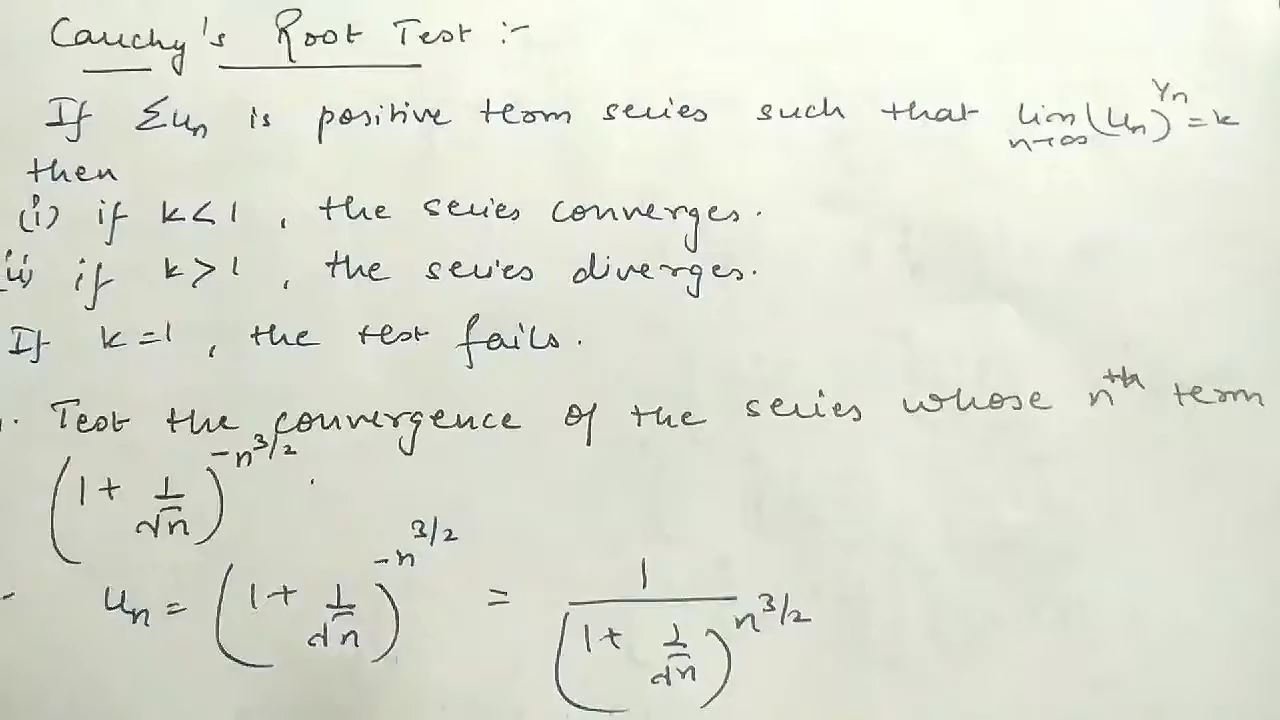 Cauchy's Root Test :-
If Σuₙ is positive term series such that lim n→∞ (uₙ)^1/n = k
then
(i) if k<1 , the series converges.
(ii) if k>1 , the series diverges.
If k=1 , the test fails.
. Test the convergence of the series whose n^th term
(1 + 1/√n)^-n^3/2 .
uₙ = (1 + 1/√n)^-n^3/2 = 1/(1 + 1/√n)^n^3/2